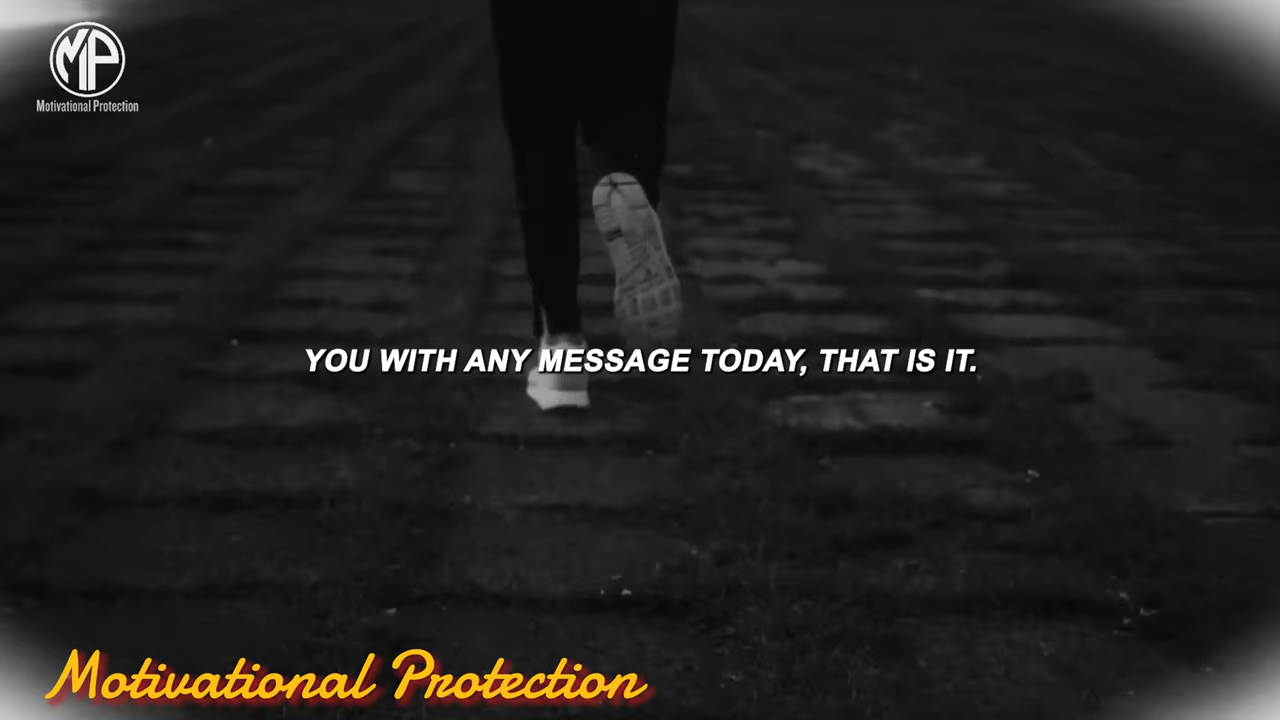 MP
Motivational Protection
YOU WITH ANY MESSAGE TODAY, THAT IS IT.
Motivational Protection